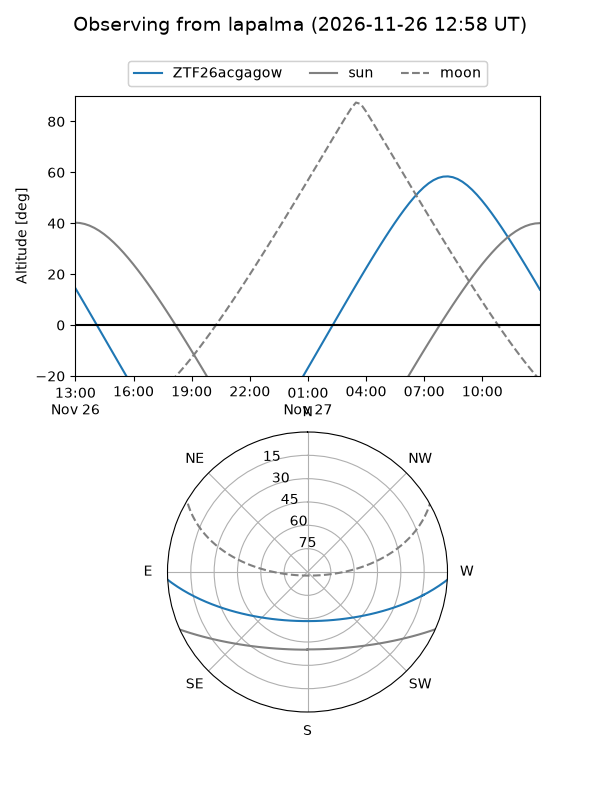 Observing from lapalma (2026-11-26 12:58 UT)
ZTF26acgagow sun moon
Altitude [deg]
80
60
40
20
0
−20
13:00 16:00 19:00 22:00 01:00 04:00 07:00 10:00
Nov 26 Nov 27
N
NE NW
15
30
45
60
75
E W
SE SW
S